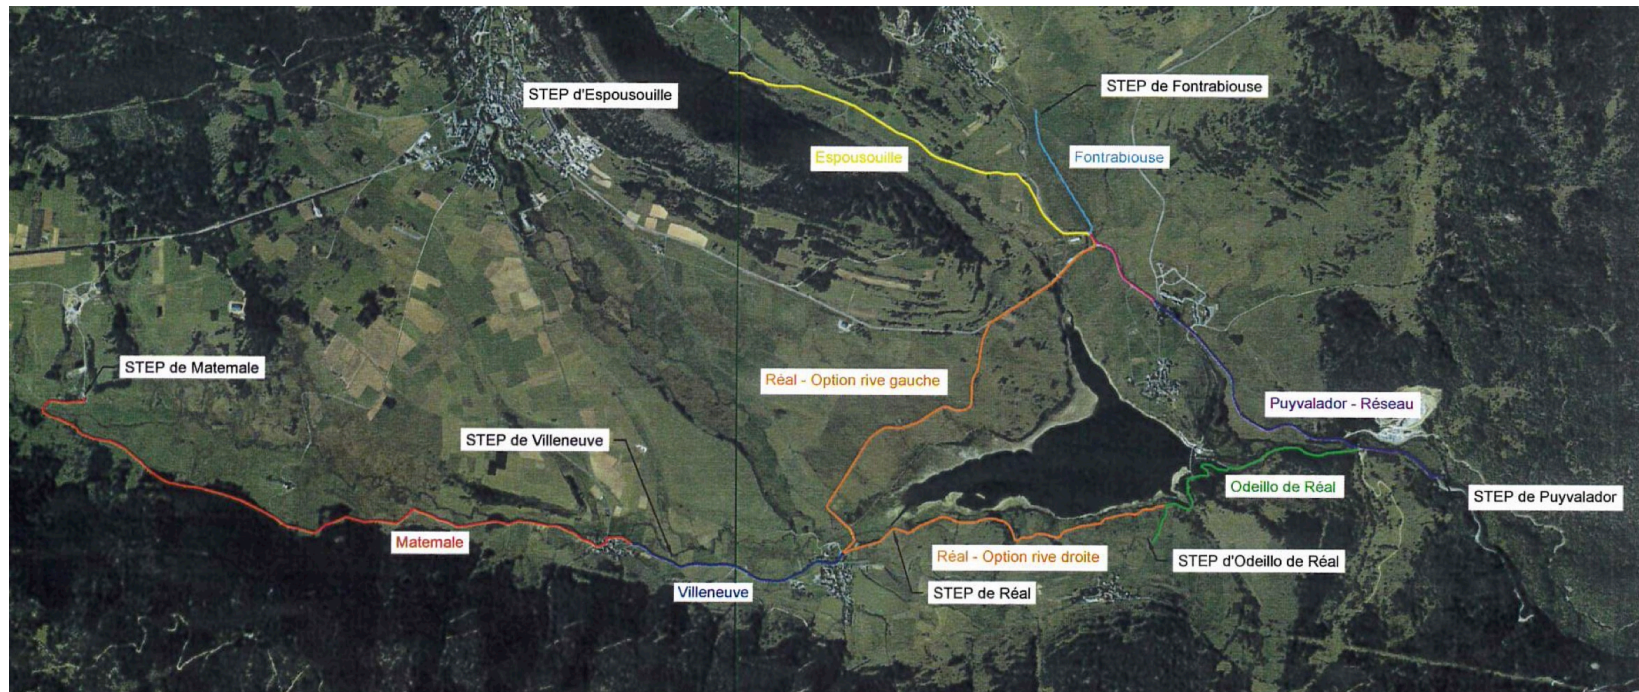 STEP de Fontrabiouse
STEP d'Espousouille
Espousouille
Fontrabiouse
STEP de Matemale
Réal - Option rive gauche
Puyvalador - Réseau
STEP de Villeneuve
Odeillo de Réal
STEP de Puyvalador
Matemale
Réal - Option rive droite
STEP d'Odeillo de Réal
Villeneuve
STEP de Réal